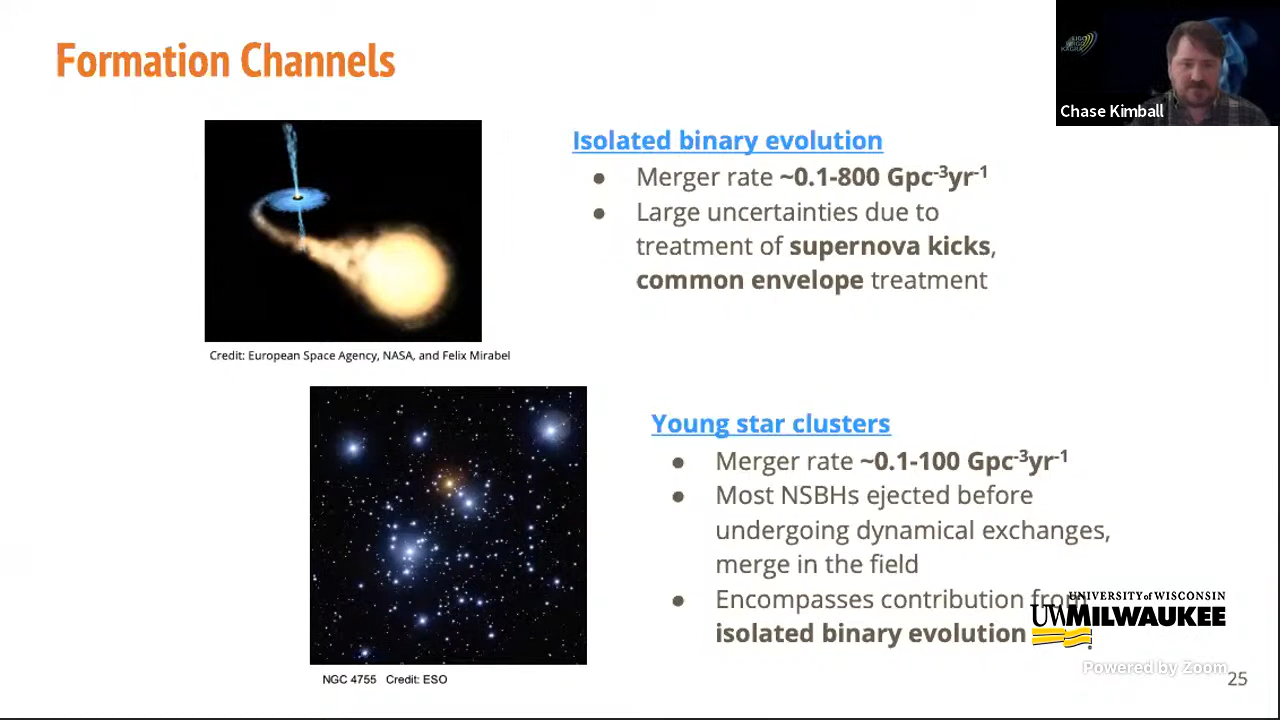 Formation Channels
LIGO
VIRGO
KAGRA
Chase Kimball
Isolated binary evolution
● Merger rate ~0.1-800 Gpc⁻³yr⁻¹
● Large uncertainties due to
treatment of supernova kicks,
common envelope treatment
Credit: European Space Agency, NASA, and Felix Mirabel
Young star clusters
● Merger rate ~0.1-100 Gpc⁻³yr⁻¹
● Most NSBHs ejected before
undergoing dynamical exchanges,
merge in the field
● Encompasses contribution from
isolated binary evolution
NGC 4755 Credit: ESO
UNIVERSITY of WISCONSIN
UWMILWAUKEE
Powered by Zoom
25